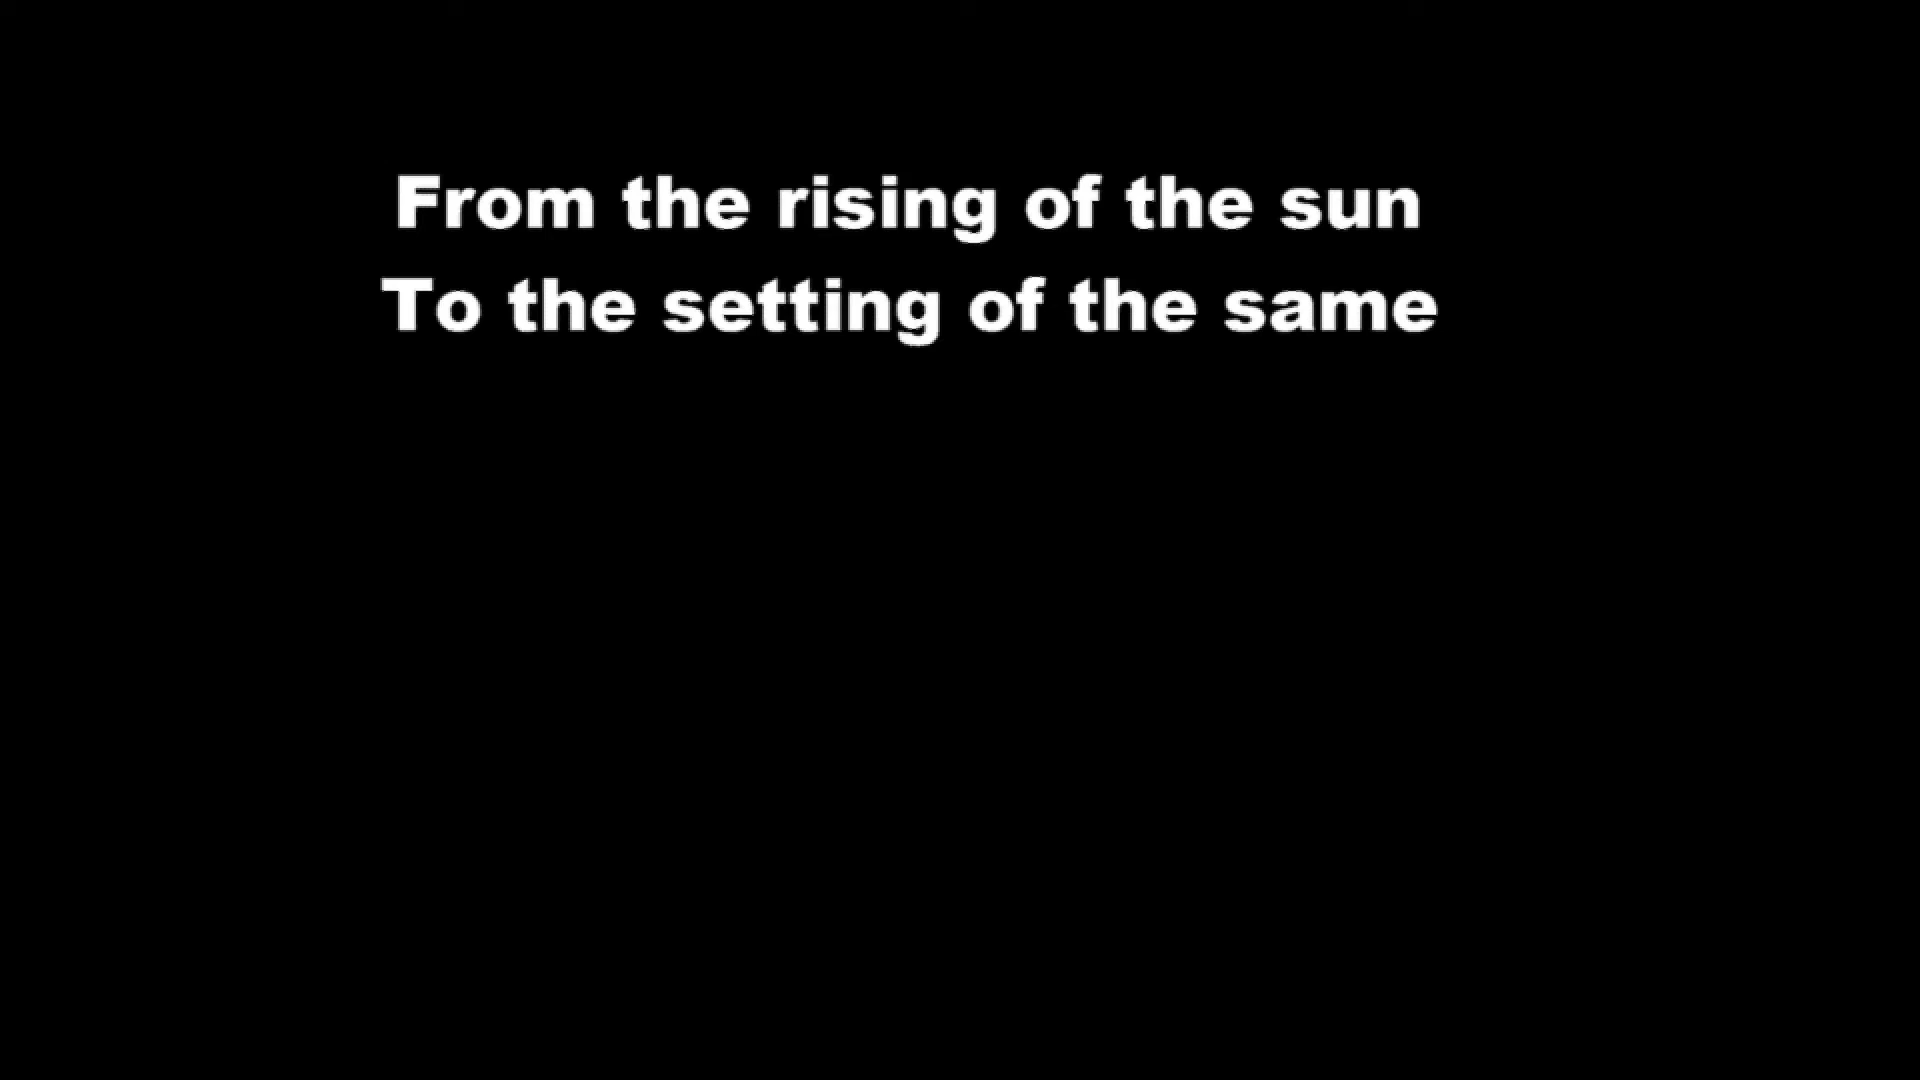 From the rising of the sun
To the setting of the same